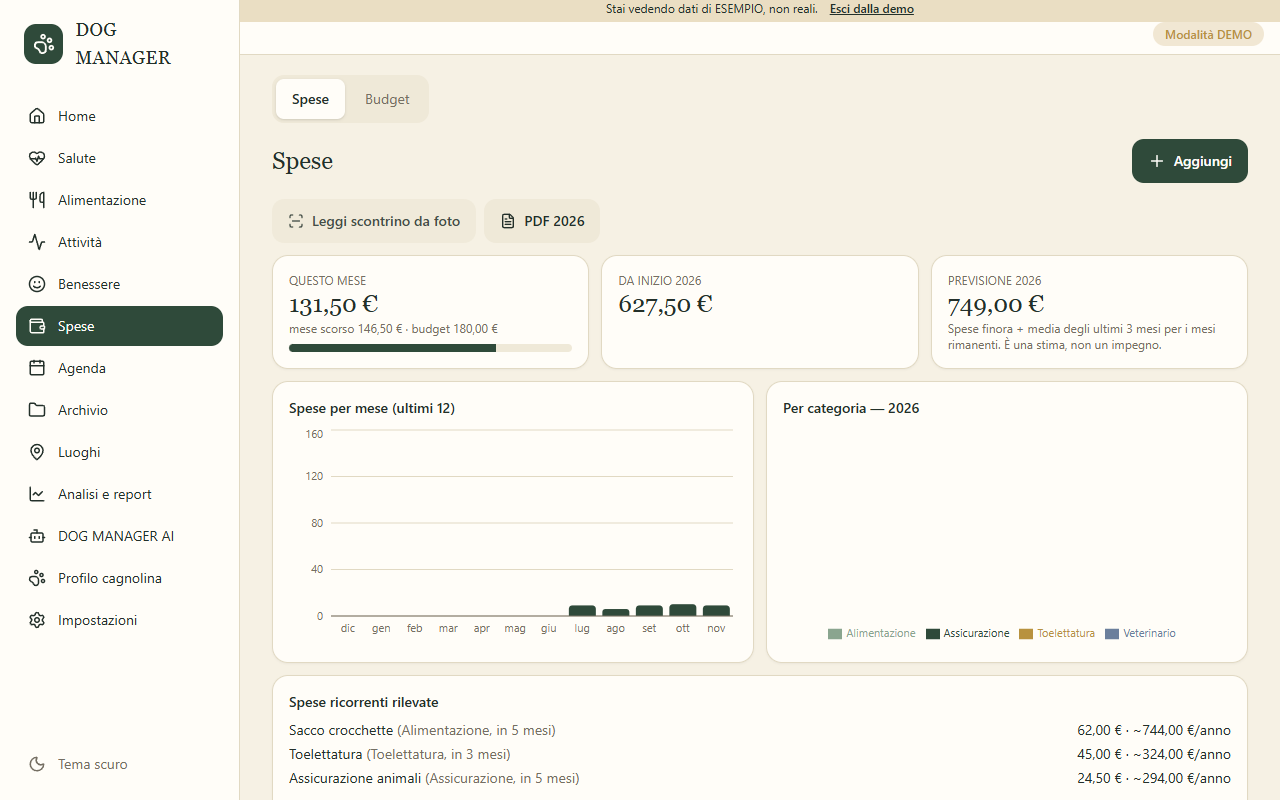 Stai vedendo dati di ESEMPIO, non reali. Esci dalla demo
Modalità DEMO
DOG
MANAGER
Home
Salute
Alimentazione
Attività
Benessere
Spese
Agenda
Archivio
Luoghi
Analisi e report
DOG MANAGER AI
Profilo cagnolina
Impostazioni
Tema scuro
Spese Budget
Spese
Aggiungi
Leggi scontrino da foto PDF 2026
QUESTO MESE
131,50 €
mese scorso 146,50 € · budget 180,00 €
DA INIZIO 2026
627,50 €
PREVISIONE 2026
749,00 €
Spese finora + media degli ultimi 3 mesi per i mesi
rimanenti. È una stima, non un impegno.
Spese per mese (ultimi 12)
160
120
80
40
0
dic gen feb mar apr mag giu lug ago set ott nov
Per categoria — 2026
Alimentazione Assicurazione Toelettatura Veterinario
Spese ricorrenti rilevate
Sacco crocchette (Alimentazione, in 5 mesi) 62,00 € · ~744,00 €/anno
Toelettatura (Toelettatura, in 3 mesi) 45,00 € · ~324,00 €/anno
Assicurazione animali (Assicurazione, in 5 mesi) 24,50 € · ~294,00 €/anno